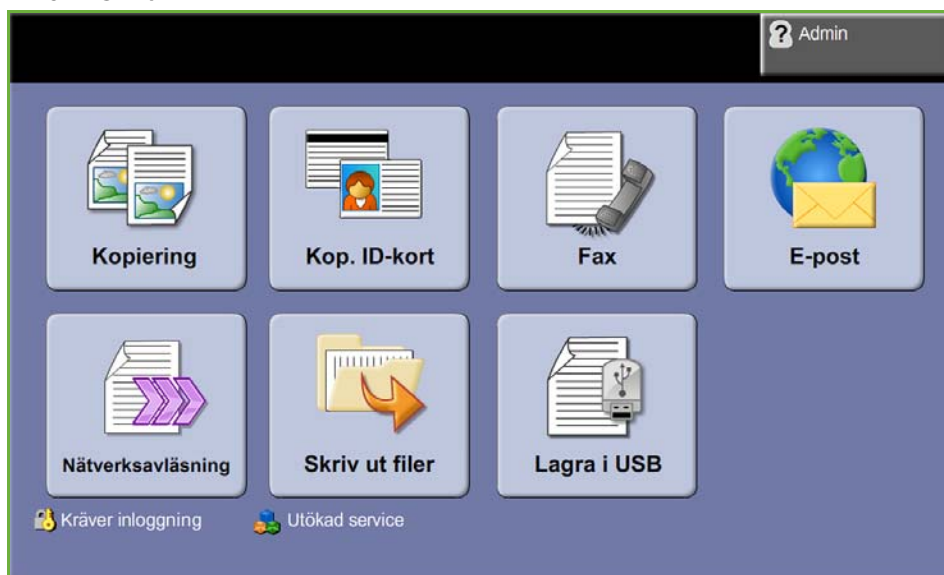 Admin
Kopiering
Kop. ID-kort
Fax
E-post
Nätverksavläsning
Skriv ut filer
Lagra i USB
Kräver inloggning
Utökad service